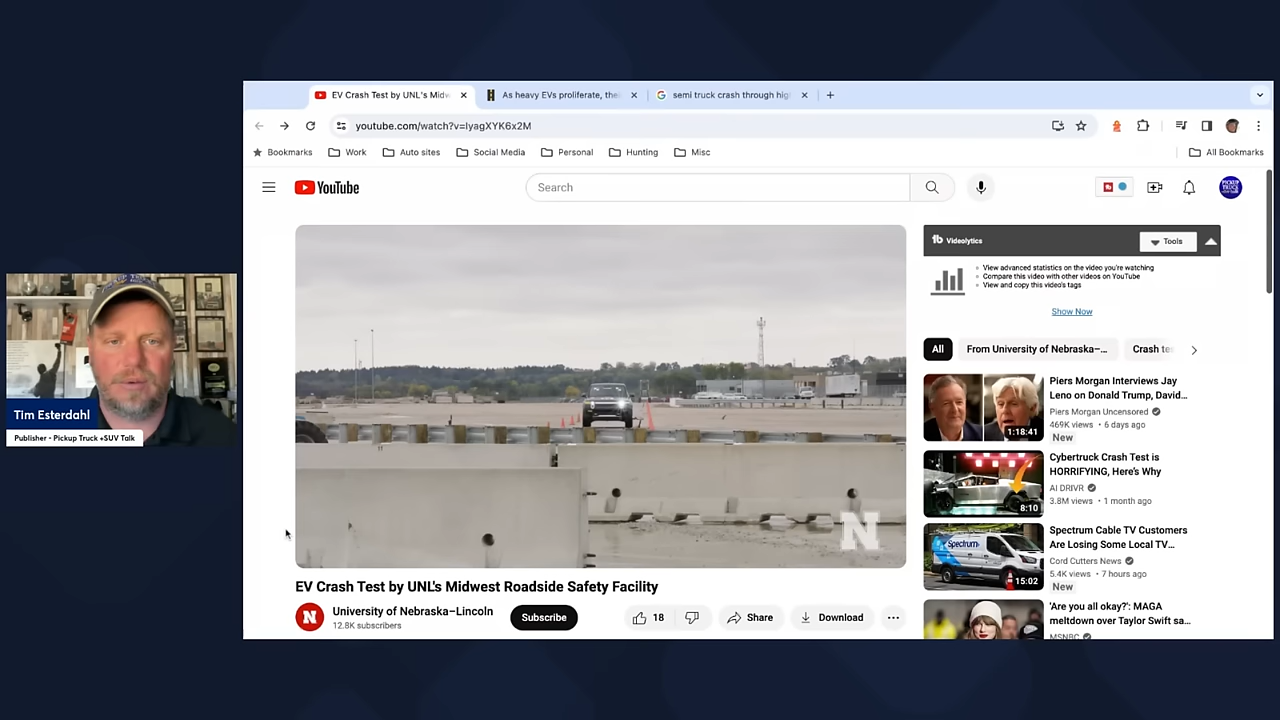 EV Crash Test by UNL's Midw
As heavy EVs proliferate, thei
semi truck crash through hig
youtube.com/watch?v=IyagXYK6x2M
Bookmarks
Work
Auto sites
Social Media
Personal
Hunting
Misc
All Bookmarks
YouTube
Search
Videolytics
Tools
View advanced statistics on the video you're watching
Compare this video with other videos on YouTube
View and copy this video's tags
Show Now
All
From University of Nebraska–...
Crash te
Piers Morgan Interviews Jay
Leno on Donald Trump, David...
Piers Morgan Uncensored
469K views • 6 days ago
New
1:18:41
Cybertruck Crash Test is
HORRIFYING, Here's Why
AI DRIVR
3.8M views • 1 month ago
8:10
Spectrum Cable TV Customers
Are Losing Some Local TV...
Cord Cutters News
5.4K views • 7 hours ago
New
Spectrum
15:02
'Are you all okay?': MAGA
meltdown over Taylor Swift sa...
MSNBC
N
EV Crash Test by UNL's Midwest Roadside Safety Facility
N
University of Nebraska–Lincoln
12.8K subscribers
Subscribe
18
Share
Download
Tim Esterdahl
Publisher - Pickup Truck +SUV Talk